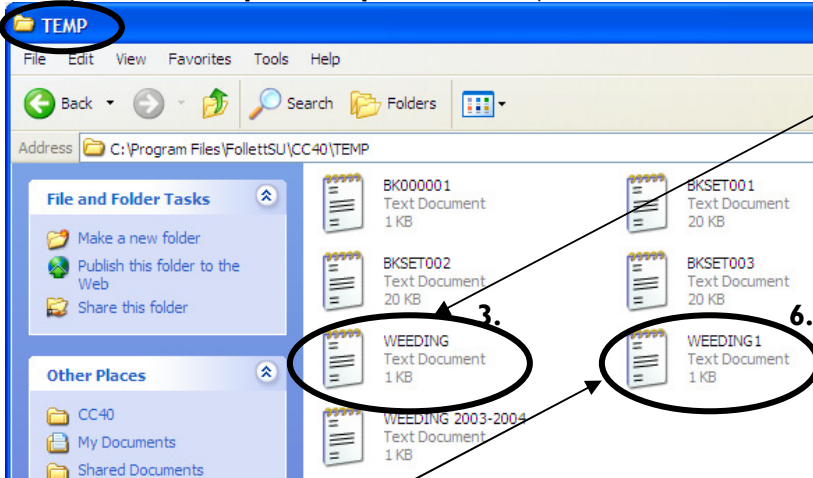 TEMP
File Edit View Favorites Tools Help
Back Search Folders
Address C:\Program Files\FollettSU\CC40\TEMP
File and Folder Tasks
Make a new folder
Publish this folder to the
Web
Share this folder
Other Places
CC40
My Documents
Shared Documents
BK000001
Text Document
1 KB
BKSET001
Text Document
20 KB
BKSET002
Text Document
20 KB
BKSET003
Text Document
20 KB
3.
WEEDING
Text Document
1 KB
6.
WEEDING1
Text Document
1 KB
WEEDING 2003-2004
Text Document
1 KB